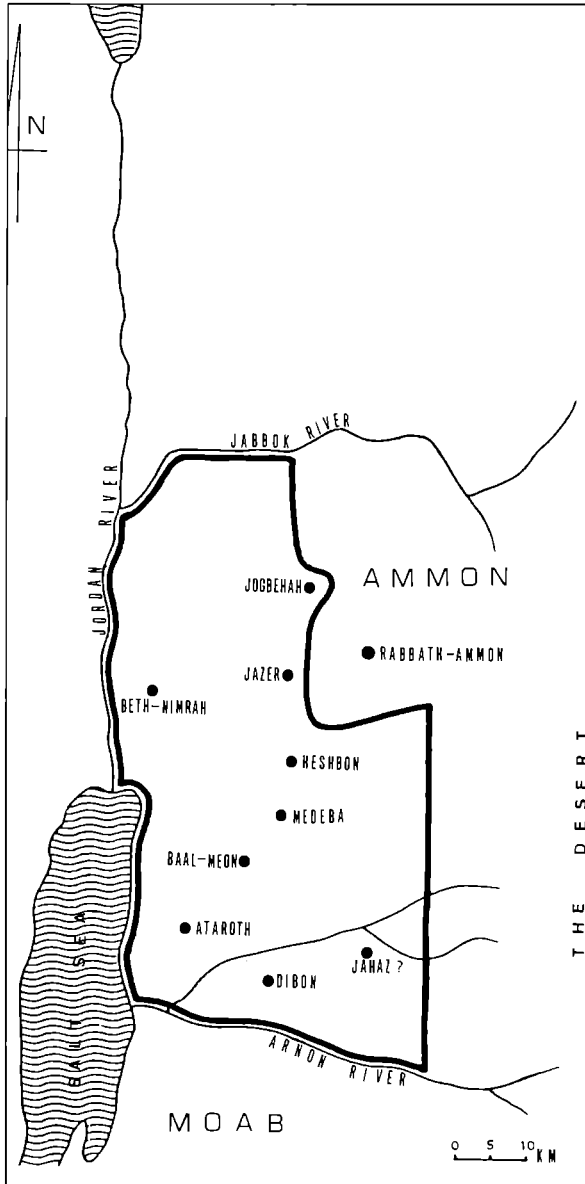 N
JABBOK RIVER
JORDAN RIVER
AMMON
JOGBEHAH
RABBATH-AMMON
JAZER
BETH-NIMRAH
HESHBON
MEDEBA
THE DESERT
BAAL-MEON
ATAROTH
JAHAZ?
DIBON
SALT SEA
ARNON RIVER
MOAB
0 5 10 KM